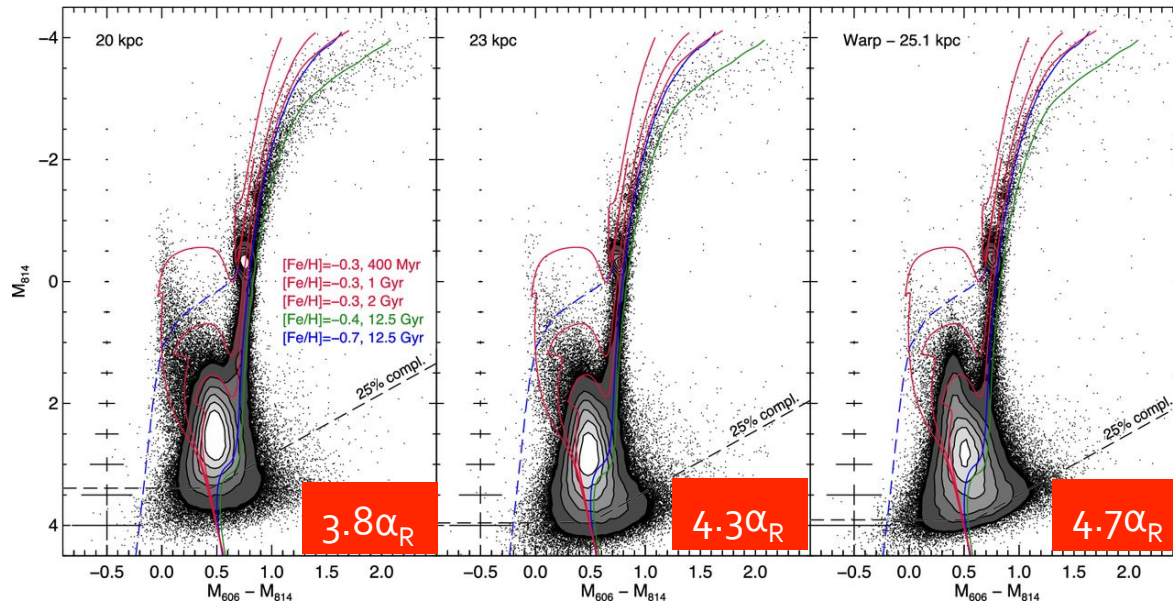 20 kpc
23 kpc
Warp – 25.1 kpc
−4
−2
0
2
4
M₈₁₄
[Fe/H]=−0.3, 400 Myr
[Fe/H]=−0.3, 1 Gyr
[Fe/H]=−0.3, 2 Gyr
[Fe/H]=−0.4, 12.5 Gyr
[Fe/H]=−0.7, 12.5 Gyr
25% compl.
25% compl.
25% compl.
3.8αR
4.3αR
4.7αR
−0.5 0.0 0.5 1.0 1.5 2.0
−0.5 0.0 0.5 1.0 1.5 2.0
−0.5 0.0 0.5 1.0 1.5 2.0
M₆₀₆ − M₈₁₄
M₆₀₆ − M₈₁₄
M₆₀₆ − M₈₁₄